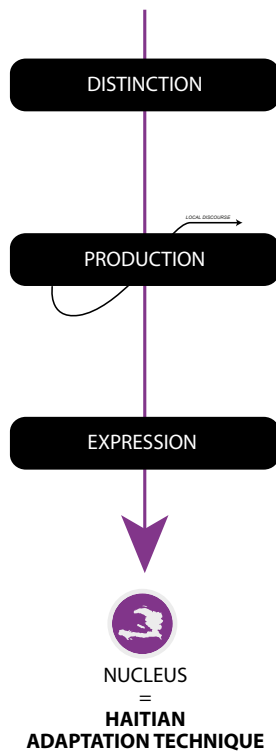 DISTINCTION
LOCAL DISCOURSE
PRODUCTION
EXPRESSION
NUCLEUS
=
HAITIAN
ADAPTATION TECHNIQUE